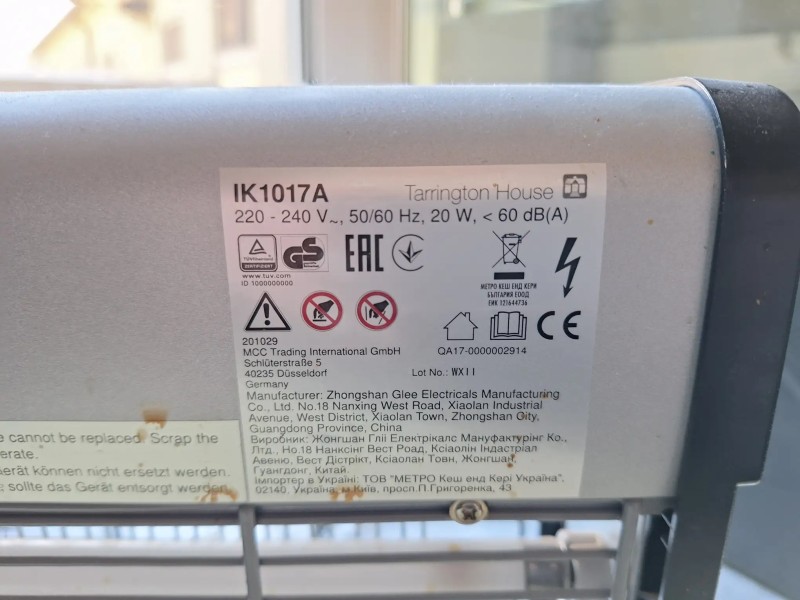 IK1017A
Tarrington House
220 - 240 V~, 50/60 Hz, 20 W, < 60 dB(A)
ZERTIFIZIERT
GS
EAC
www.tuv.com
ID 1000000000
МЕТРО КЕШ ЕНД КЕРИ
БЪЛГАРИЯ ЕООД
ЕИК 121644736
CE
201029
QA17-0000002914
MCC Trading International GmbH
Schlüterstraße 5
40235 Düsseldorf
Lot No.: WXII
Germany
Manufacturer: Zhongshan Glee Electricals Manufacturing
Co., Ltd. No.18 Nanxing West Road, Xiaolan Industrial
Avenue, West District, Xiaolan Town, Zhongshan City,
Guangdong Province, China
Виробник: Жонгшан Глії Електрікалс Мануфактурінг Ко.,
Лтд., Но.18 Нанксінг Вест Роад, Ксіаолін Індастріал
Авеню, Вест Дістрікт, Ксіаолан Товн, Жонгшан,
Гуангдонг, Китай.
Імпортер в Україні: ТОВ "МЕТРО Кеш енд Кері Україна",
02140, Україна, м.Київ, просп.П.Григоренка, 43
e cannot be replaced. Scrap the
erate.
Gerät können nicht ersetzt werden.
e sollte das Gerät entsorgt werden.